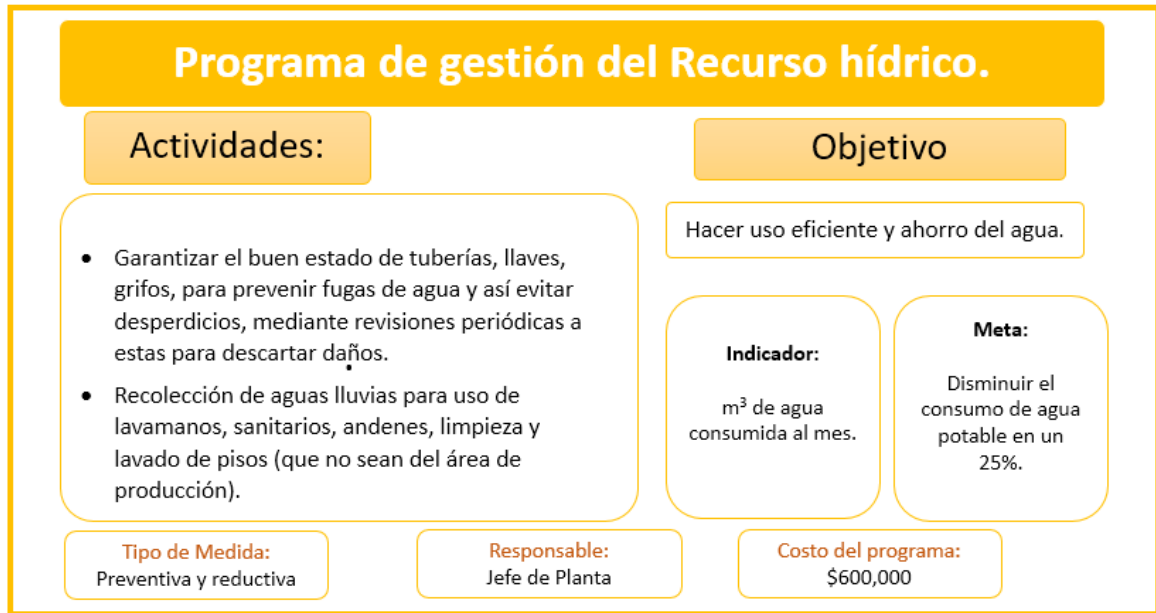 Programa de gestión del Recurso hídrico.
Actividades:
• Garantizar el buen estado de tuberías, llaves,
grifos, para prevenir fugas de agua y así evitar
desperdicios, mediante revisiones periódicas a
estas para descartar daños.
• Recolección de aguas lluvias para uso de
lavamanos, sanitarios, andenes, limpieza y
lavado de pisos (que no sean del área de
producción).
Objetivo
Hacer uso eficiente y ahorro del agua.
Indicador:
m³ de agua
consumida al mes.
Meta:
Disminuir el
consumo de agua
potable en un
25%.
Tipo de Medida:
Preventiva y reductiva
Responsable:
Jefe de Planta
Costo del programa:
$600,000